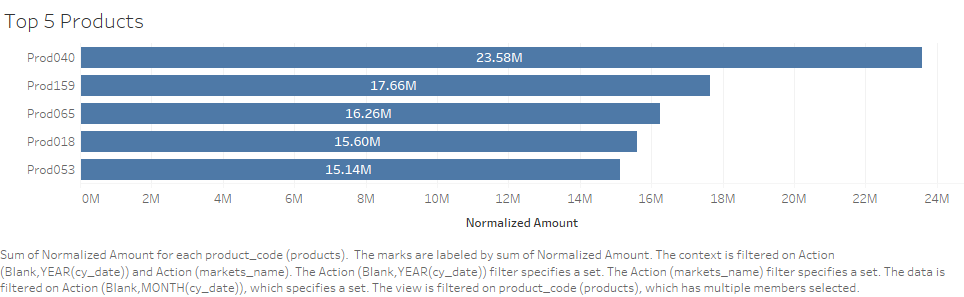 Top 5 Products
Prod040 23.58M
Prod159 17.66M
Prod065 16.26M
Prod018 15.60M
Prod053 15.14M
0M 2M 4M 6M 8M 10M 12M 14M 16M 18M 20M 22M 24M
Normalized Amount
Sum of Normalized Amount for each product_code (products).  The marks are labeled by sum of Normalized Amount. The context is filtered on Action
(Blank,YEAR(cy_date)) and Action (markets_name). The Action (Blank,YEAR(cy_date)) filter specifies a set. The Action (markets_name) filter specifies a set. The data is
filtered on Action (Blank,MONTH(cy_date)), which specifies a set. The view is filtered on product_code (products), which has multiple members selected.